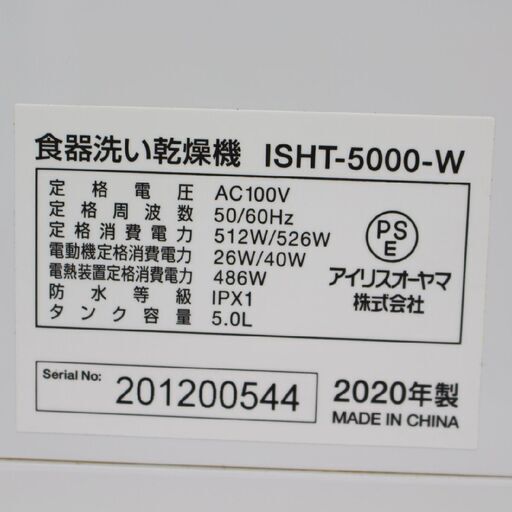 食器洗い乾燥機 ISHT-5000-W
定格電圧 AC100V
定格周波数 50/60Hz
定格消費電力 512W/526W
電動機定格消費電力 26W/40W
電熱装置定格消費電力 486W
防水等級 IPX1
タンク容量 5.0L
PS
E
アイリスオーヤマ
株式会社
Serial No: 201200544
2020年製
MADE IN CHINA